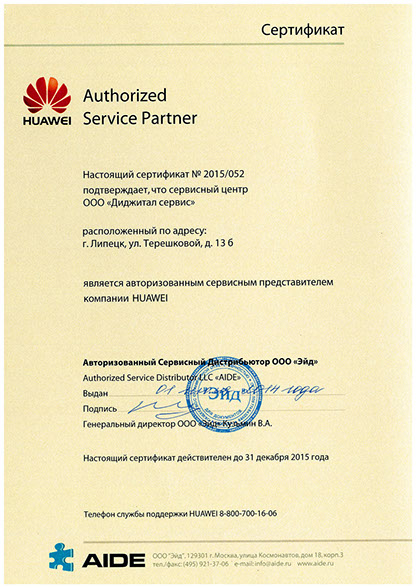 Сертификат
HUAWEI
Authorized
Service Partner
Настоящий сертификат № 2015/052
подтверждает, что сервисный центр
ООО «Диджитал сервис»
расположенный по адресу:
г. Липецк, ул. Терешковой, д. 13 б
является авторизованным сервисным представителем
компании HUAWEI
Авторизованный Сервисный Дистрибьютор ООО «Эйд»
Authorized Service Distributor LLC «AIDE»
Выдан 01 2014 года
Подпись
Эйд
для документов
Генеральный директор ООО «Эйд» Кульмин В.А.
Настоящий сертификат действителен до 31 декабря 2015 года
Телефон службы поддержки HUAWEI 8-800-700-16-06
AIDE
ООО "Эйд", 129301 г. Москва, улица Космонавтов, дом 18, корп.3
тел./факс: (495) 921-37-06 e-mail: info@aide.ru www.aide.ru